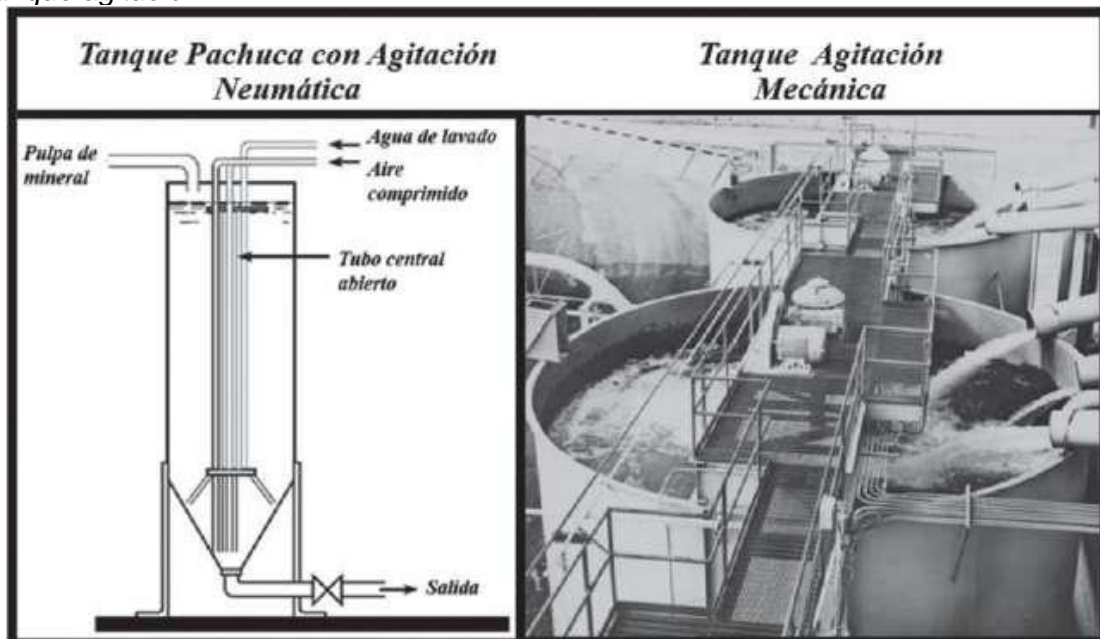 Tanque Pachuca con Agitación
Neumática
Tanque Agitación
Mecánica
Pulpa de
mineral
Agua de lavado
Aire
comprimido
Tubo central
abierto
Salida